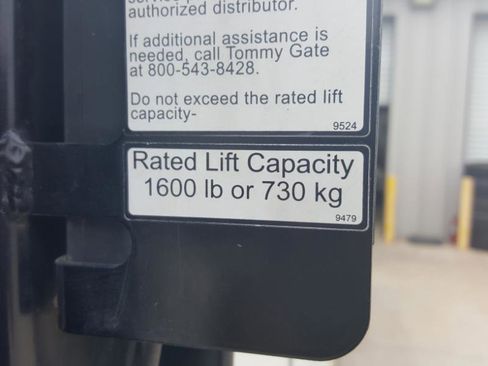 authorized distributor.
If additional assistance is
needed, call Tommy Gate
at 800-543-8428.
Do not exceed the rated lift
capacity-
9524
Rated Lift Capacity
1600 lb or 730 kg
9479